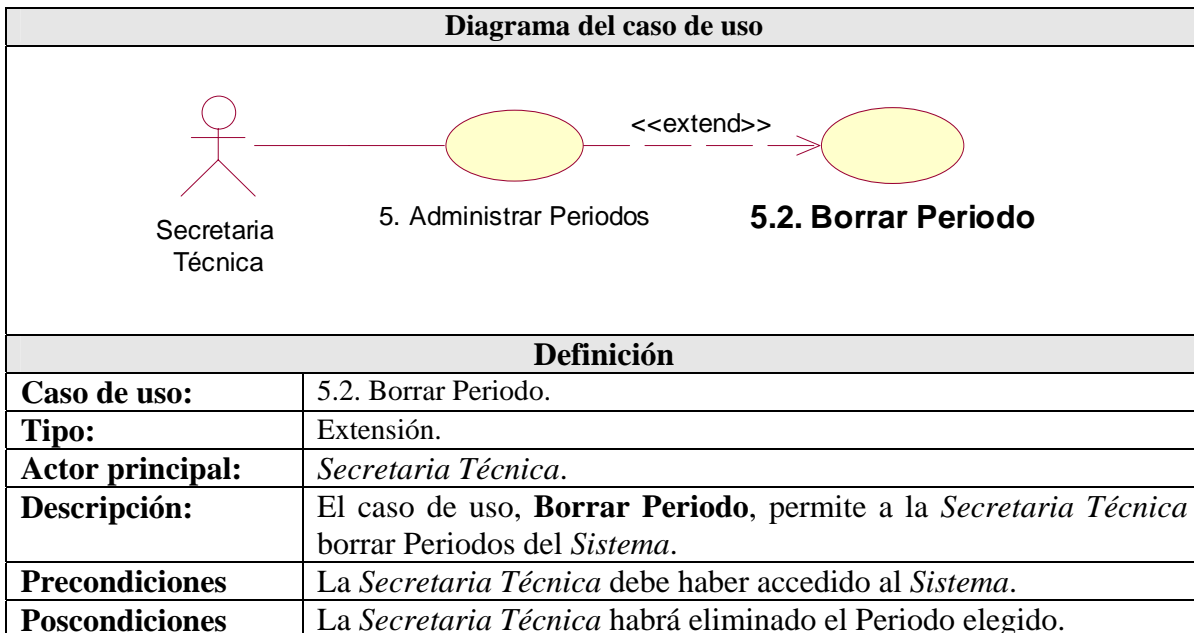 Diagrama del caso de uso
<<extend>>
Secretaria
Técnica
5. Administrar Periodos
5.2. Borrar Periodo
Definición
Caso de uso: 5.2. Borrar Periodo.
Tipo: Extensión.
Actor principal: Secretaria Técnica.
Descripción: El caso de uso, Borrar Periodo, permite a la Secretaria Técnica
borrar Periodos del Sistema.
Precondiciones La Secretaria Técnica debe haber accedido al Sistema.
Poscondiciones La Secretaria Técnica habrá eliminado el Periodo elegido.